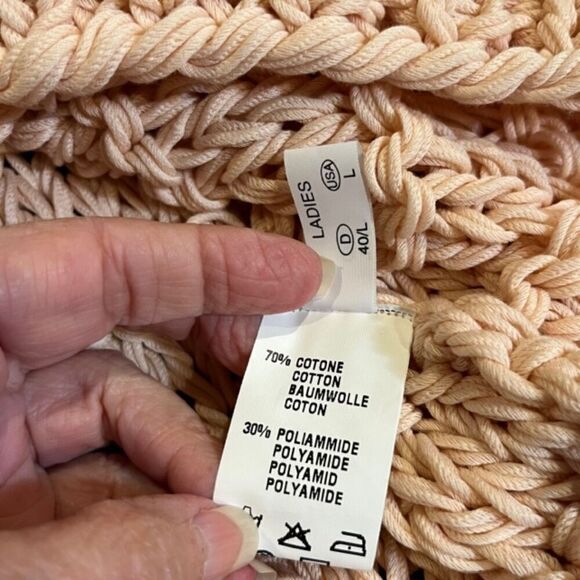 LADIES
USA L
D 40/L
70% COTONE
COTTON
BAUMWOLLE
COTON
30% POLIAMMIDE
POLYAMIDE
POLYAMID
POLYAMIDE